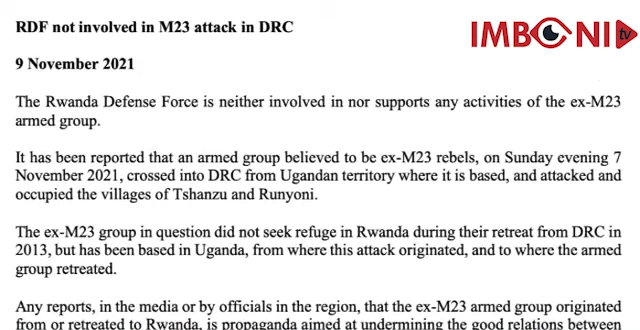 RDF not involved in M23 attack in DRC
IMBONI tv
9 November 2021
The Rwanda Defense Force is neither involved in nor supports any activities of the ex-M23
armed group.
It has been reported that an armed group believed to be ex-M23 rebels, on Sunday evening 7
November 2021, crossed into DRC from Ugandan territory where it is based, and attacked and
occupied the villages of Tshanzu and Runyoni.
The ex-M23 group in question did not seek refuge in Rwanda during their retreat from DRC in
2013, but has been based in Uganda, from where this attack originated, and to where the armed
group retreated.
Any reports, in the media or by officials in the region, that the ex-M23 armed group originated
from or retreated to Rwanda, is propaganda aimed at undermining the good relations between